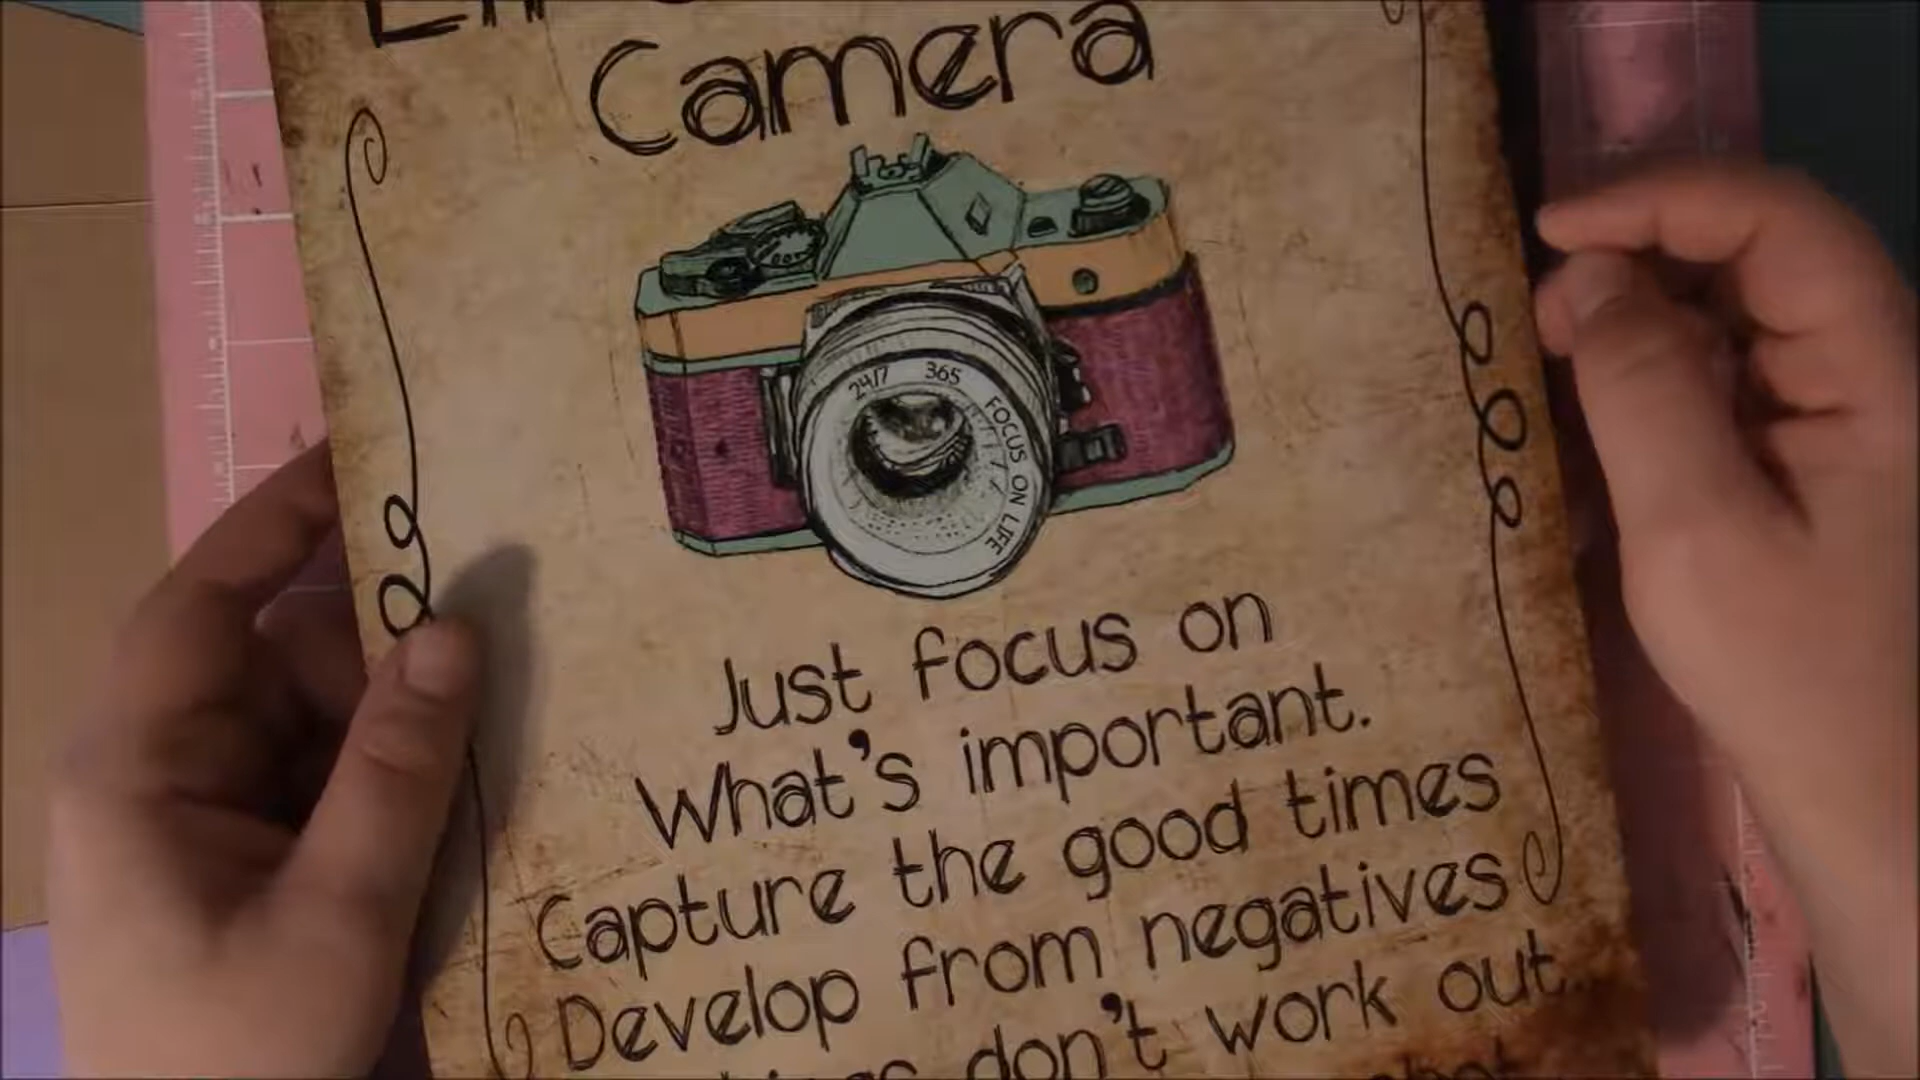 Camera
24/7 365 FOCUS ON LIFE
Just focus on
What's important.
Capture the good times
Develop from negatives
don't work out..